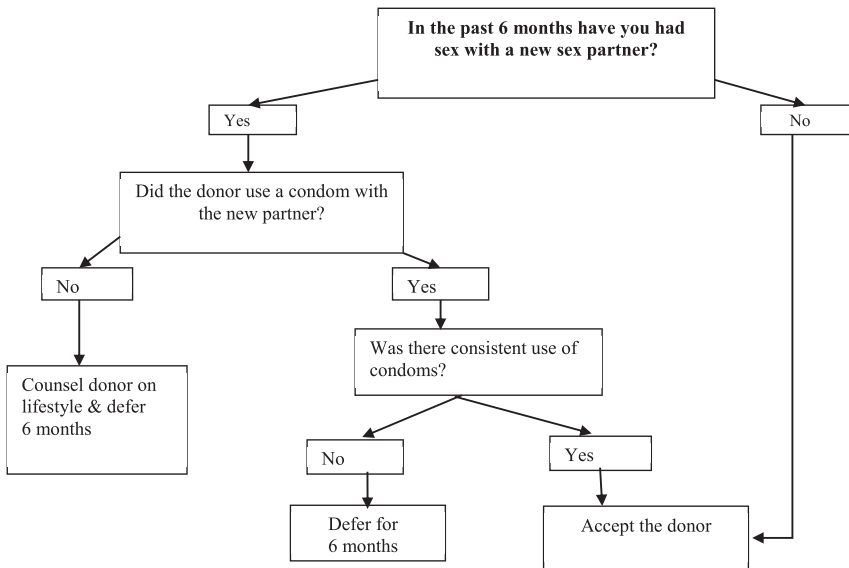 In the past 6 months have you had
sex with a new sex partner?
Yes
No
Did the donor use a condom with
the new partner?
No
Yes
Was there consistent use of
condoms?
Counsel donor on
lifestyle & defer
6 months
No
Yes
Defer for
6 months
Accept the donor